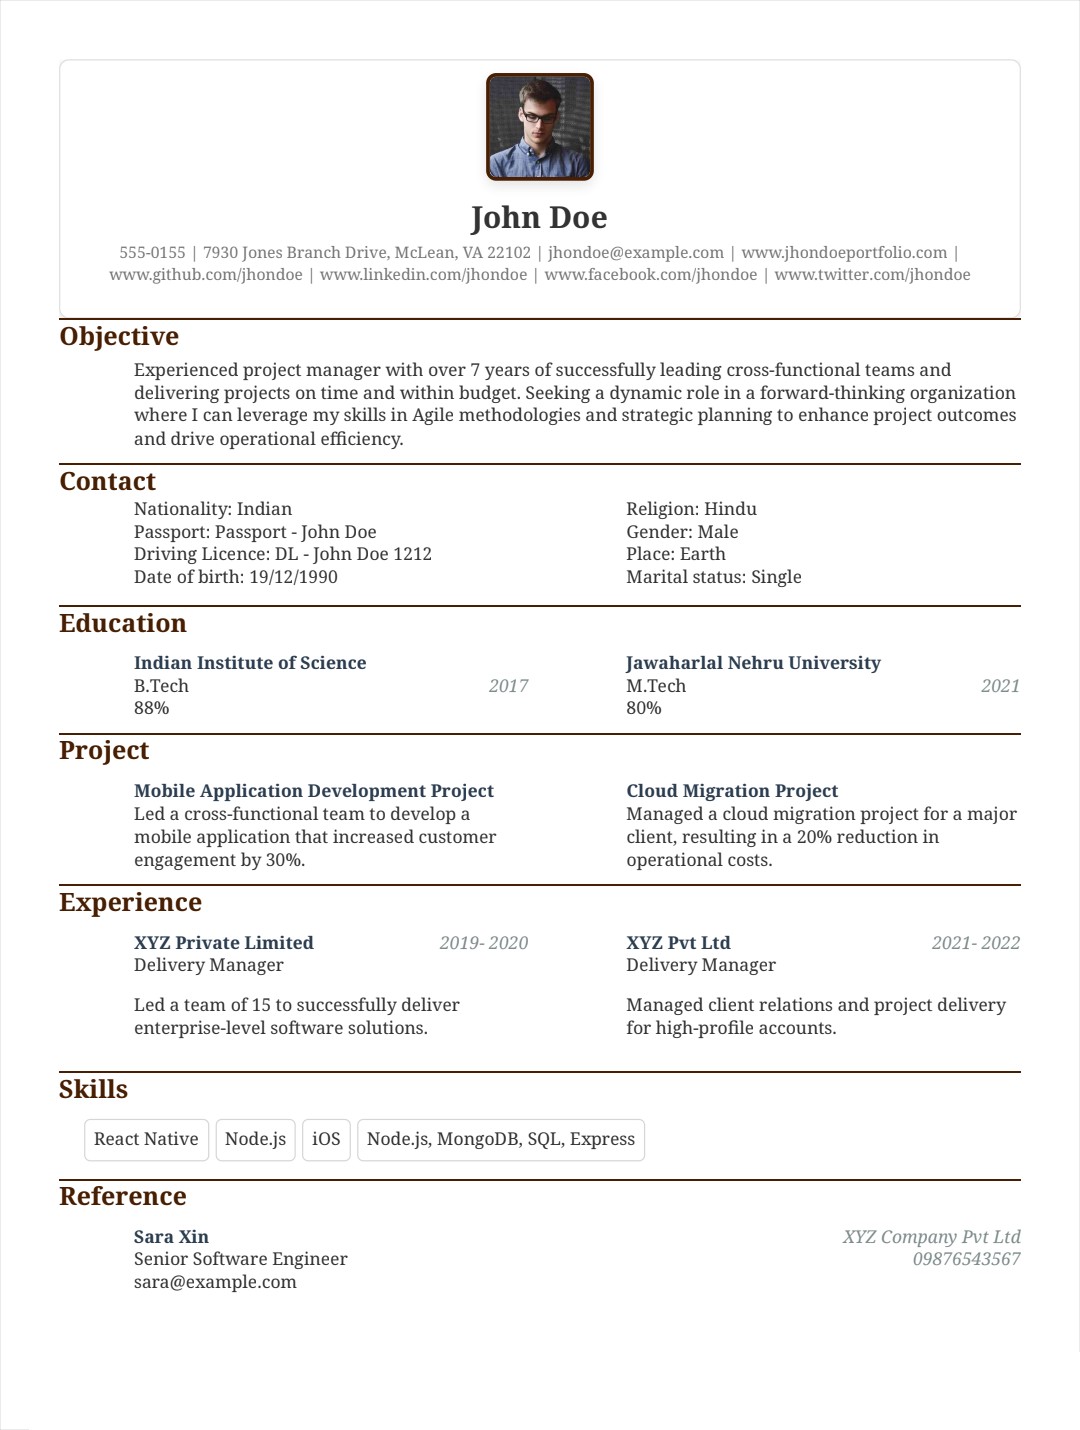 John Doe
555-0155 | 7930 Jones Branch Drive, McLean, VA 22102 | jhondoe@example.com | www.jhondoeportfolio.com |
www.github.com/jhondoe | www.linkedin.com/jhondoe | www.facebook.com/jhondoe | www.twitter.com/jhondoe
Objective
Experienced project manager with over 7 years of successfully leading cross-functional teams and
delivering projects on time and within budget. Seeking a dynamic role in a forward-thinking organization
where I can leverage my skills in Agile methodologies and strategic planning to enhance project outcomes
and drive operational efficiency.
Contact
Nationality: Indian
Passport: Passport - John Doe
Driving Licence: DL - John Doe 1212
Date of birth: 19/12/1990
Religion: Hindu
Gender: Male
Place: Earth
Marital status: Single
Education
Indian Institute of Science
B.Tech 2017
88%
Jawaharlal Nehru University
M.Tech 2021
80%
Project
Mobile Application Development Project
Led a cross-functional team to develop a
mobile application that increased customer
engagement by 30%.
Cloud Migration Project
Managed a cloud migration project for a major
client, resulting in a 20% reduction in
operational costs.
Experience
XYZ Private Limited 2019- 2020
Delivery Manager
Led a team of 15 to successfully deliver
enterprise-level software solutions.
XYZ Pvt Ltd 2021- 2022
Delivery Manager
Managed client relations and project delivery
for high-profile accounts.
Skills
React Native Node.js iOS Node.js, MongoDB, SQL, Express
Reference
Sara Xin XYZ Company Pvt Ltd
Senior Software Engineer 09876543567
sara@example.com